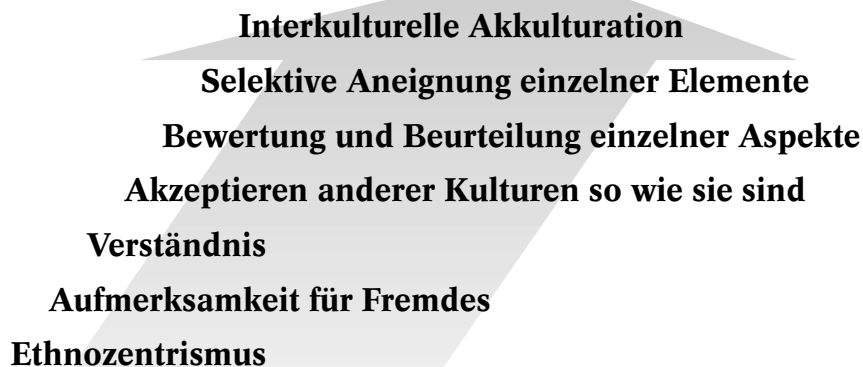 Interkulturelle Akkulturation
Selektive Aneignung einzelner Elemente
Bewertung und Beurteilung einzelner Aspekte
Akzeptieren anderer Kulturen so wie sie sind
Verständnis
Aufmerksamkeit für Fremdes
Ethnozentrismus